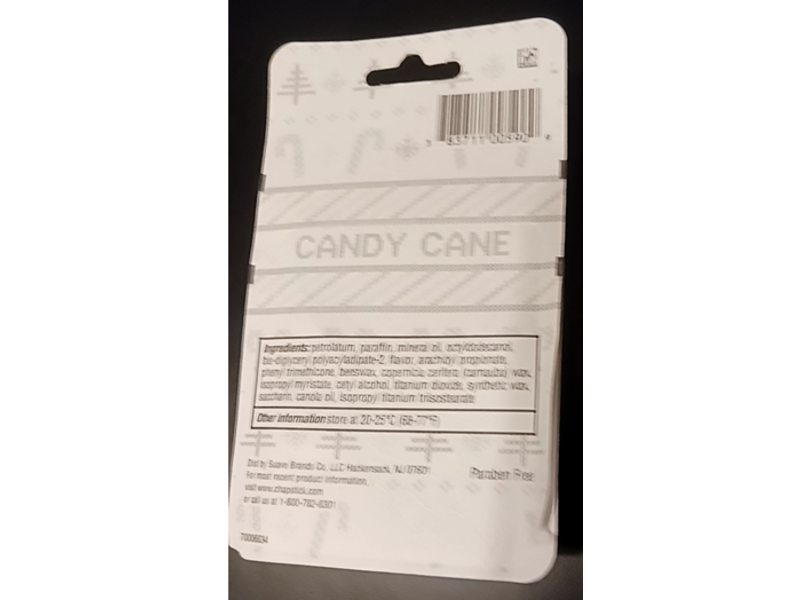 CANDY CANE
Ingredients: petrolatum, paraffin, mineral oil, octyldodecanol,
bis-diglyceryl polyacyladipate-2, flavor, arachidyl propionate,
phenyl trimethicone, beeswax, copernicia cerifera (carnauba) wax,
isopropyl myristate, cetyl alcohol, titanium dioxide, synthetic wax,
saccharin, canola oil, isopropyl titanium triisostearate
Other information store at 20-25°C (68-77°F)
Dist by Suave Brands Co. LLC Hackensack, NJ 07601
For most recent product information,
visit www.chapstick.com
or call us at 1-800-782-8301
Paraben Free
70006034